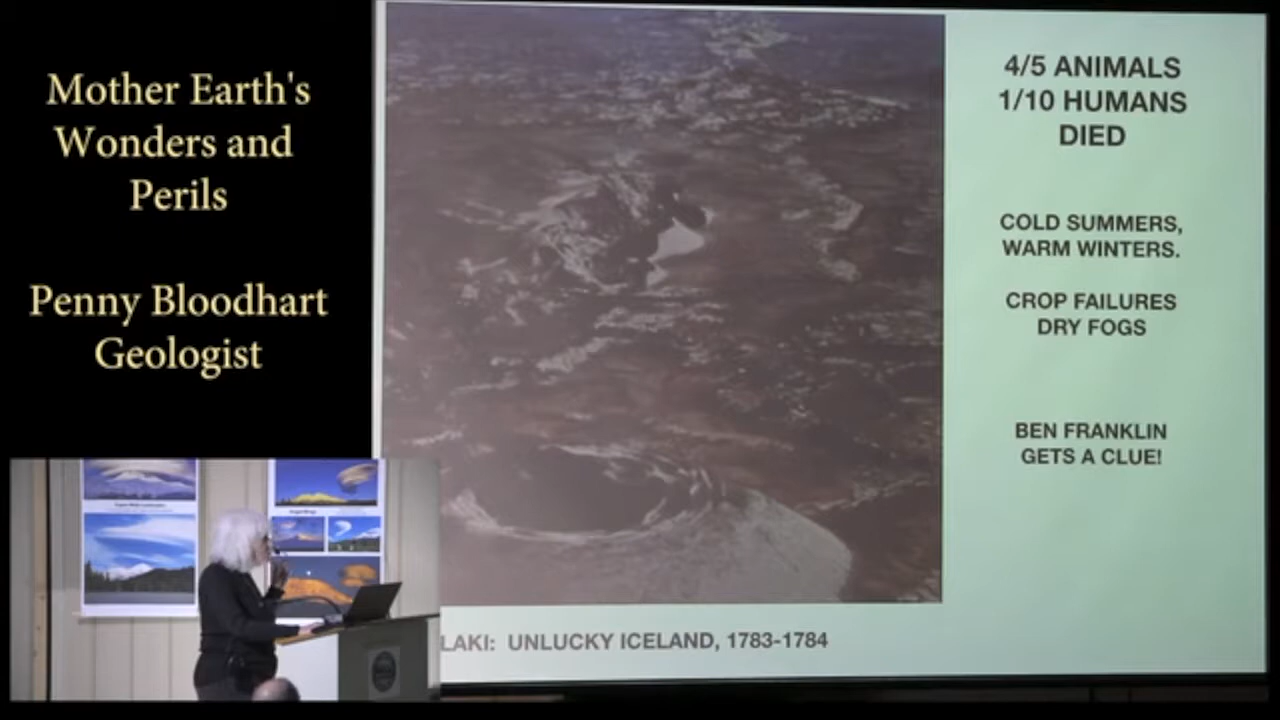 Mother Earth's
Wonders and
Perils
Penny Bloodhart
Geologist
4/5 ANIMALS
1/10 HUMANS
DIED
COLD SUMMERS,
WARM WINTERS.
CROP FAILURES
DRY FOGS
BEN FRANKLIN
GETS A CLUE!
LAKI: UNLUCKY ICELAND, 1783-1784